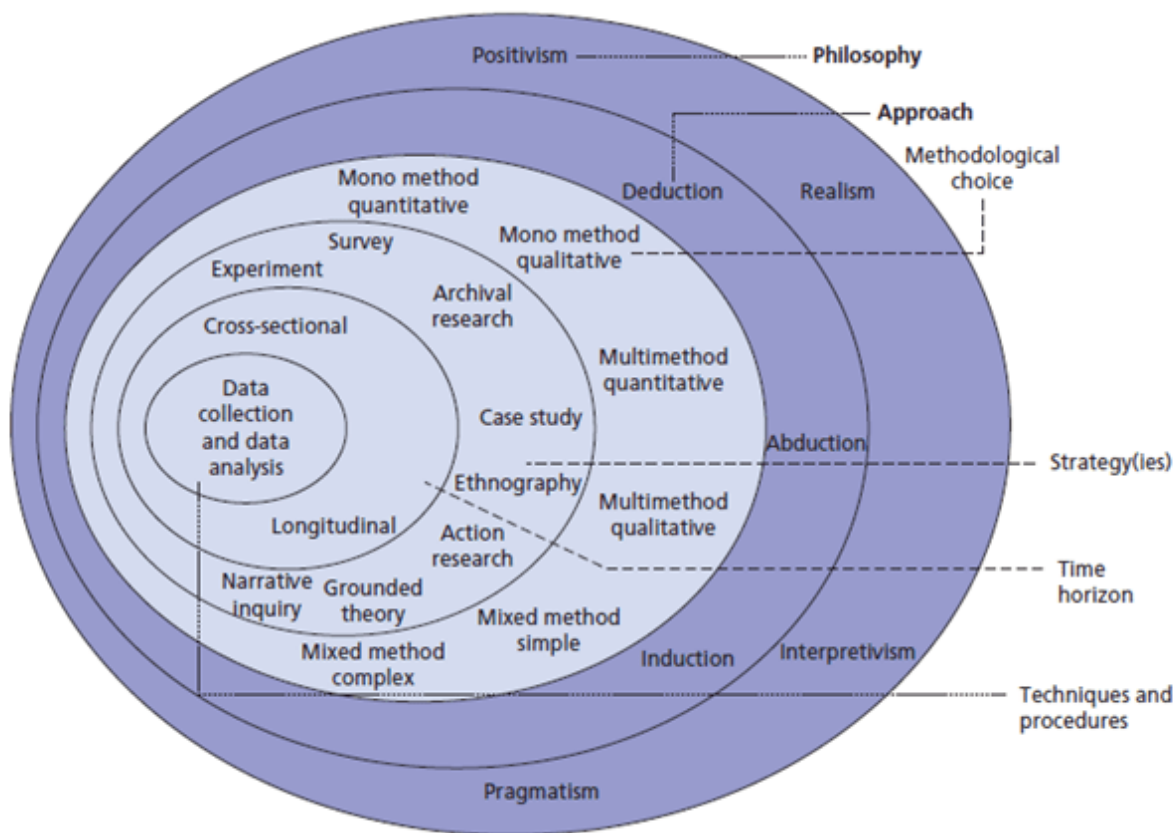 Positivism
Philosophy
Approach
Methodological
choice
Mono method
quantitative
Deduction
Realism
Survey
Mono method
qualitative
Experiment
Archival
research
Cross-sectional
Multimethod
quantitative
Data
collection
and data
analysis
Case study
Abduction
Strategy(ies)
Ethnography
Multimethod
qualitative
Longitudinal
Action
research
Time
horizon
Narrative
inquiry
Grounded
theory
Mixed method
simple
Mixed method
complex
Induction
Interpretivism
Techniques and
procedures
Pragmatism